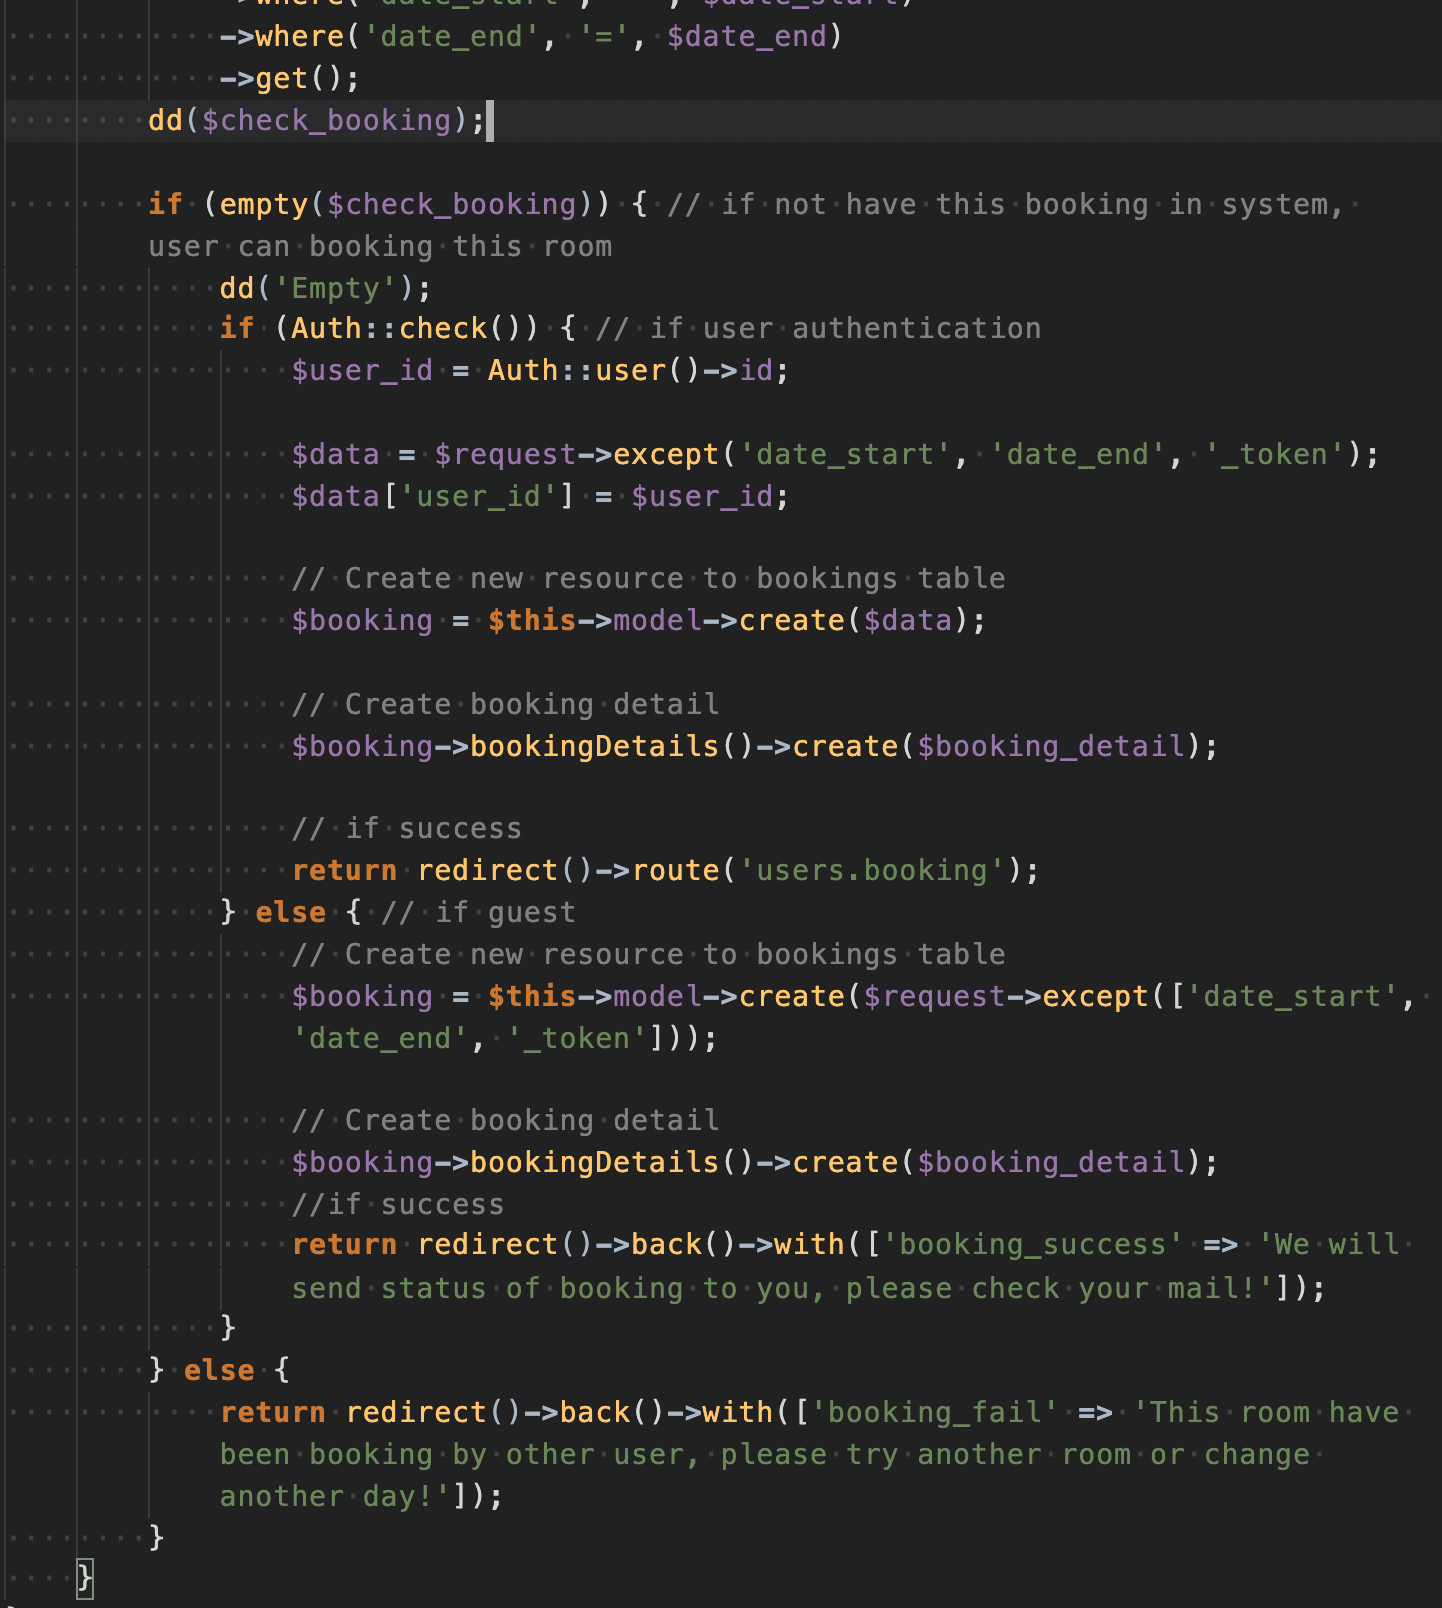 ->where('date_start', $date_start)
->where('date_end', '=', $date_end)
->get();
dd($check_booking);
if (empty($check_booking)) { // if not have this booking in system,
user can booking this room
dd('Empty');
if (Auth::check()) { // if user authentication
$user_id = Auth::user()->id;
$data = $request->except('date_start', 'date_end', '_token');
$data['user_id'] = $user_id;
// Create new resource to bookings table
$booking = $this->model->create($data);
// Create booking detail
$booking->bookingDetails()->create($booking_detail);
// if success
return redirect()->route('users.booking');
} else { // if guest
// Create new resource to bookings table
$booking = $this->model->create($request->except(['date_start',
'date_end', '_token']));
// Create booking detail
$booking->bookingDetails()->create($booking_detail);
//if success
return redirect()->back()->with(['booking_success' => 'We will
send status of booking to you, please check your mail!']);
}
} else {
return redirect()->back()->with(['booking_fail' => 'This room have
been booking by other user, please try another room or change
another day!']);
}
}